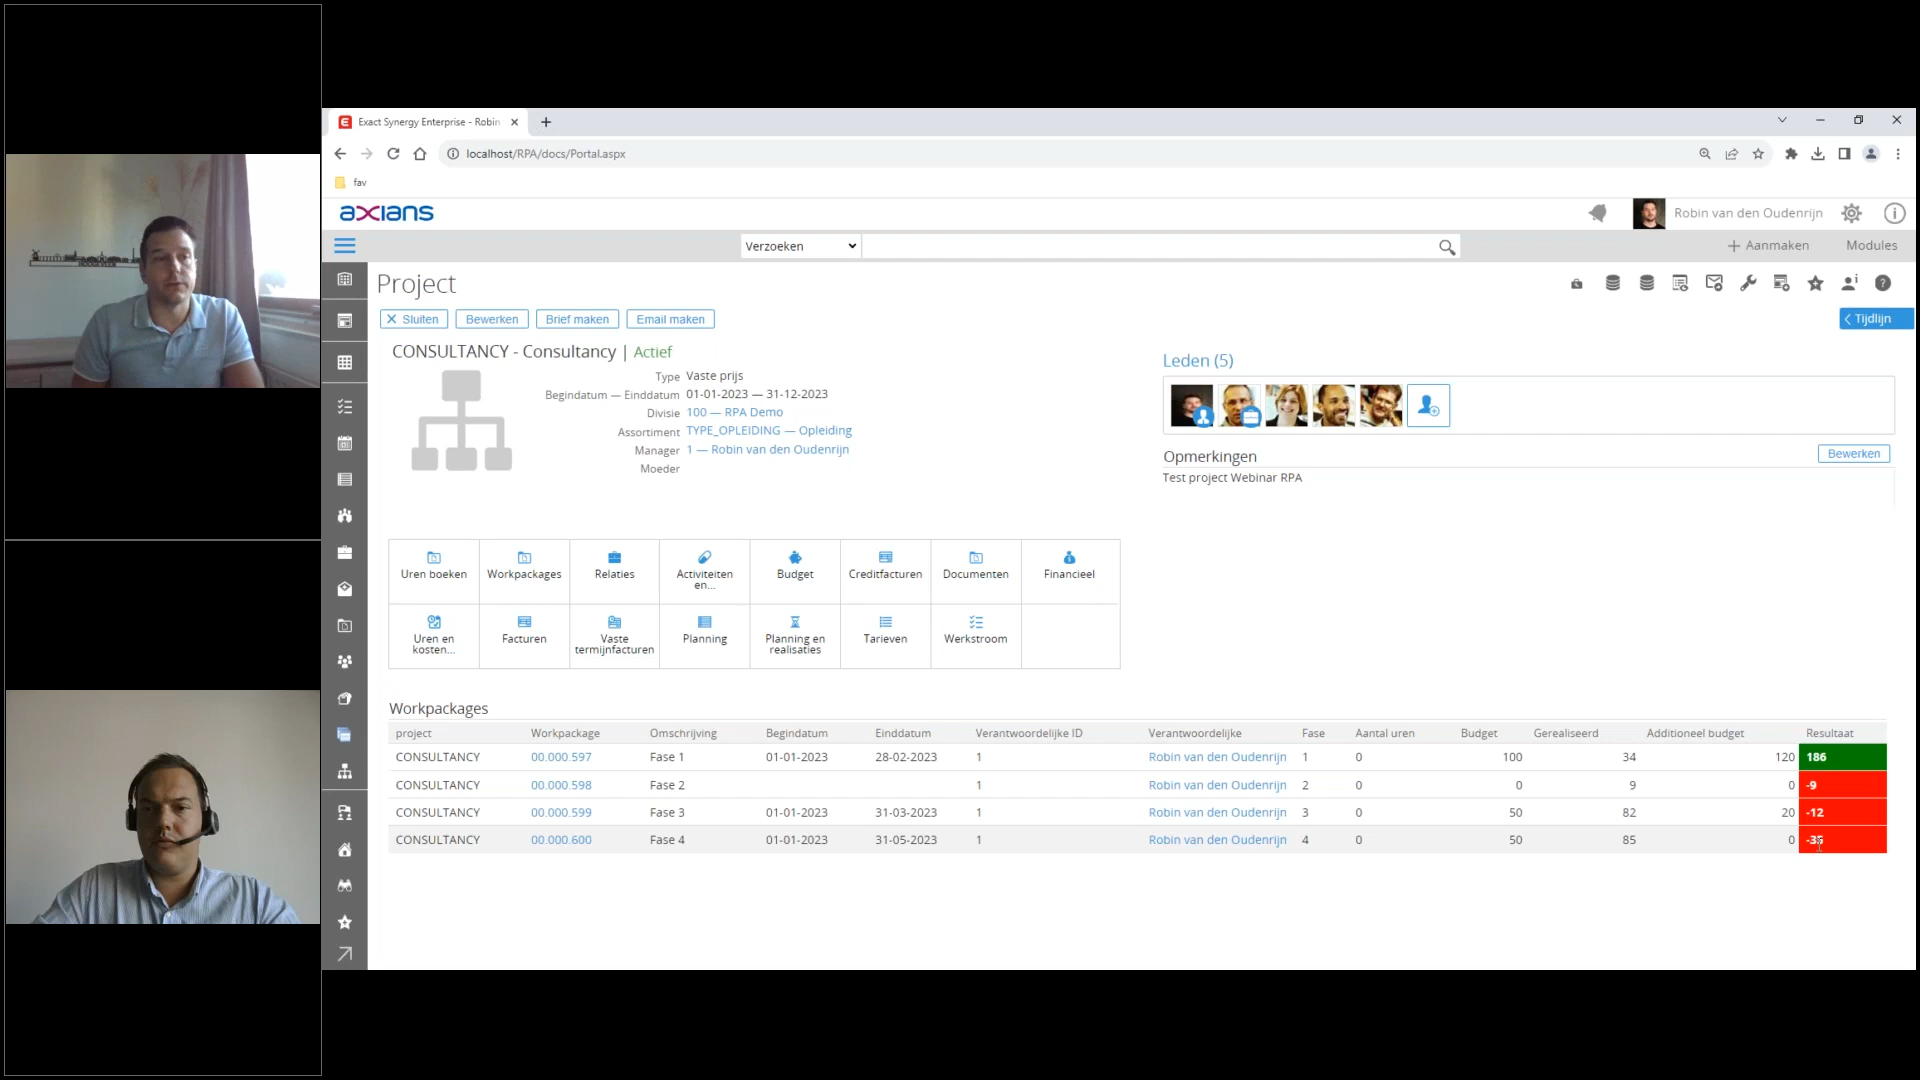 Exact Synergy Enterprise - Robin
localhost/RPA/docs/Portal.aspx
fav
axians
Robin van den Oudenrijn
Verzoeken
Aanmaken
Modules
Project
Sluiten
Bewerken
Brief maken
Email maken
Tijdlijn
CONSULTANCY - Consultancy | Actief
Type Vaste prijs
Begindatum — Einddatum 01-01-2023 — 31-12-2023
Divisie 100 — RPA Demo
Assortiment TYPE_OPLEIDING — Opleiding
Manager 1 — Robin van den Oudenrijn
Moeder
Leden (5)
Opmerkingen
Bewerken
Test project Webinar RPA
Uren boeken
Workpackages
Relaties
Activiteiten
en...
Budget
Creditfacturen
Documenten
Financieel
Uren en
kosten...
Facturen
Vaste
termijnfacturen
Planning
Planning en
realisaties
Tarieven
Werkstroom
Workpackages
project Workpackage Omschrijving Begindatum Einddatum Verantwoordelijke ID Verantwoordelijke Fase Aantal uren Budget Gerealiseerd Additioneel budget Resultaat
CONSULTANCY 00.000.597 Fase 1 01-01-2023 28-02-2023 1 Robin van den Oudenrijn 1 0 100 34 120 186
CONSULTANCY 00.000.598 Fase 2 1 Robin van den Oudenrijn 2 0 0 9 0 -9
CONSULTANCY 00.000.599 Fase 3 01-01-2023 31-03-2023 1 Robin van den Oudenrijn 3 0 50 82 20 -12
CONSULTANCY 00.000.600 Fase 4 01-01-2023 31-05-2023 1 Robin van den Oudenrijn 4 0 50 85 0 -35